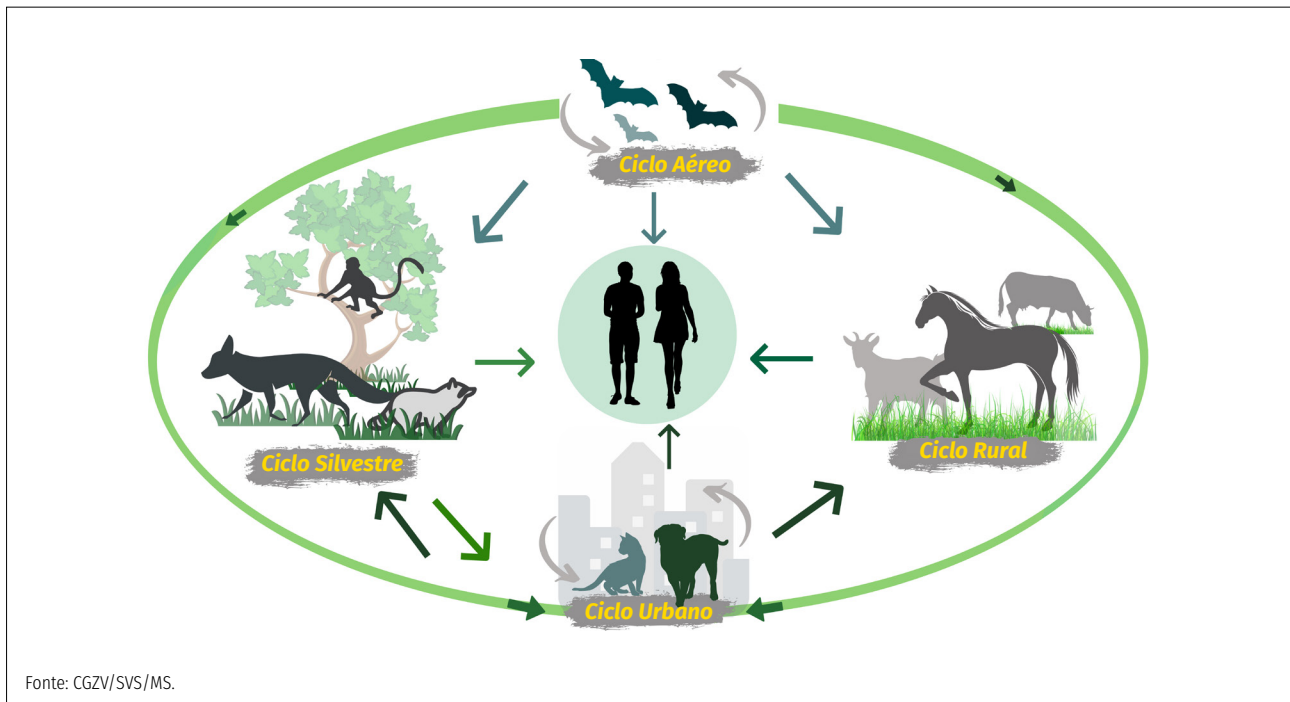 Ciclo Aéreo
Ciclo Silvestre
Ciclo Rural
Ciclo Urbano
Fonte: CGZV/SVS/MS.